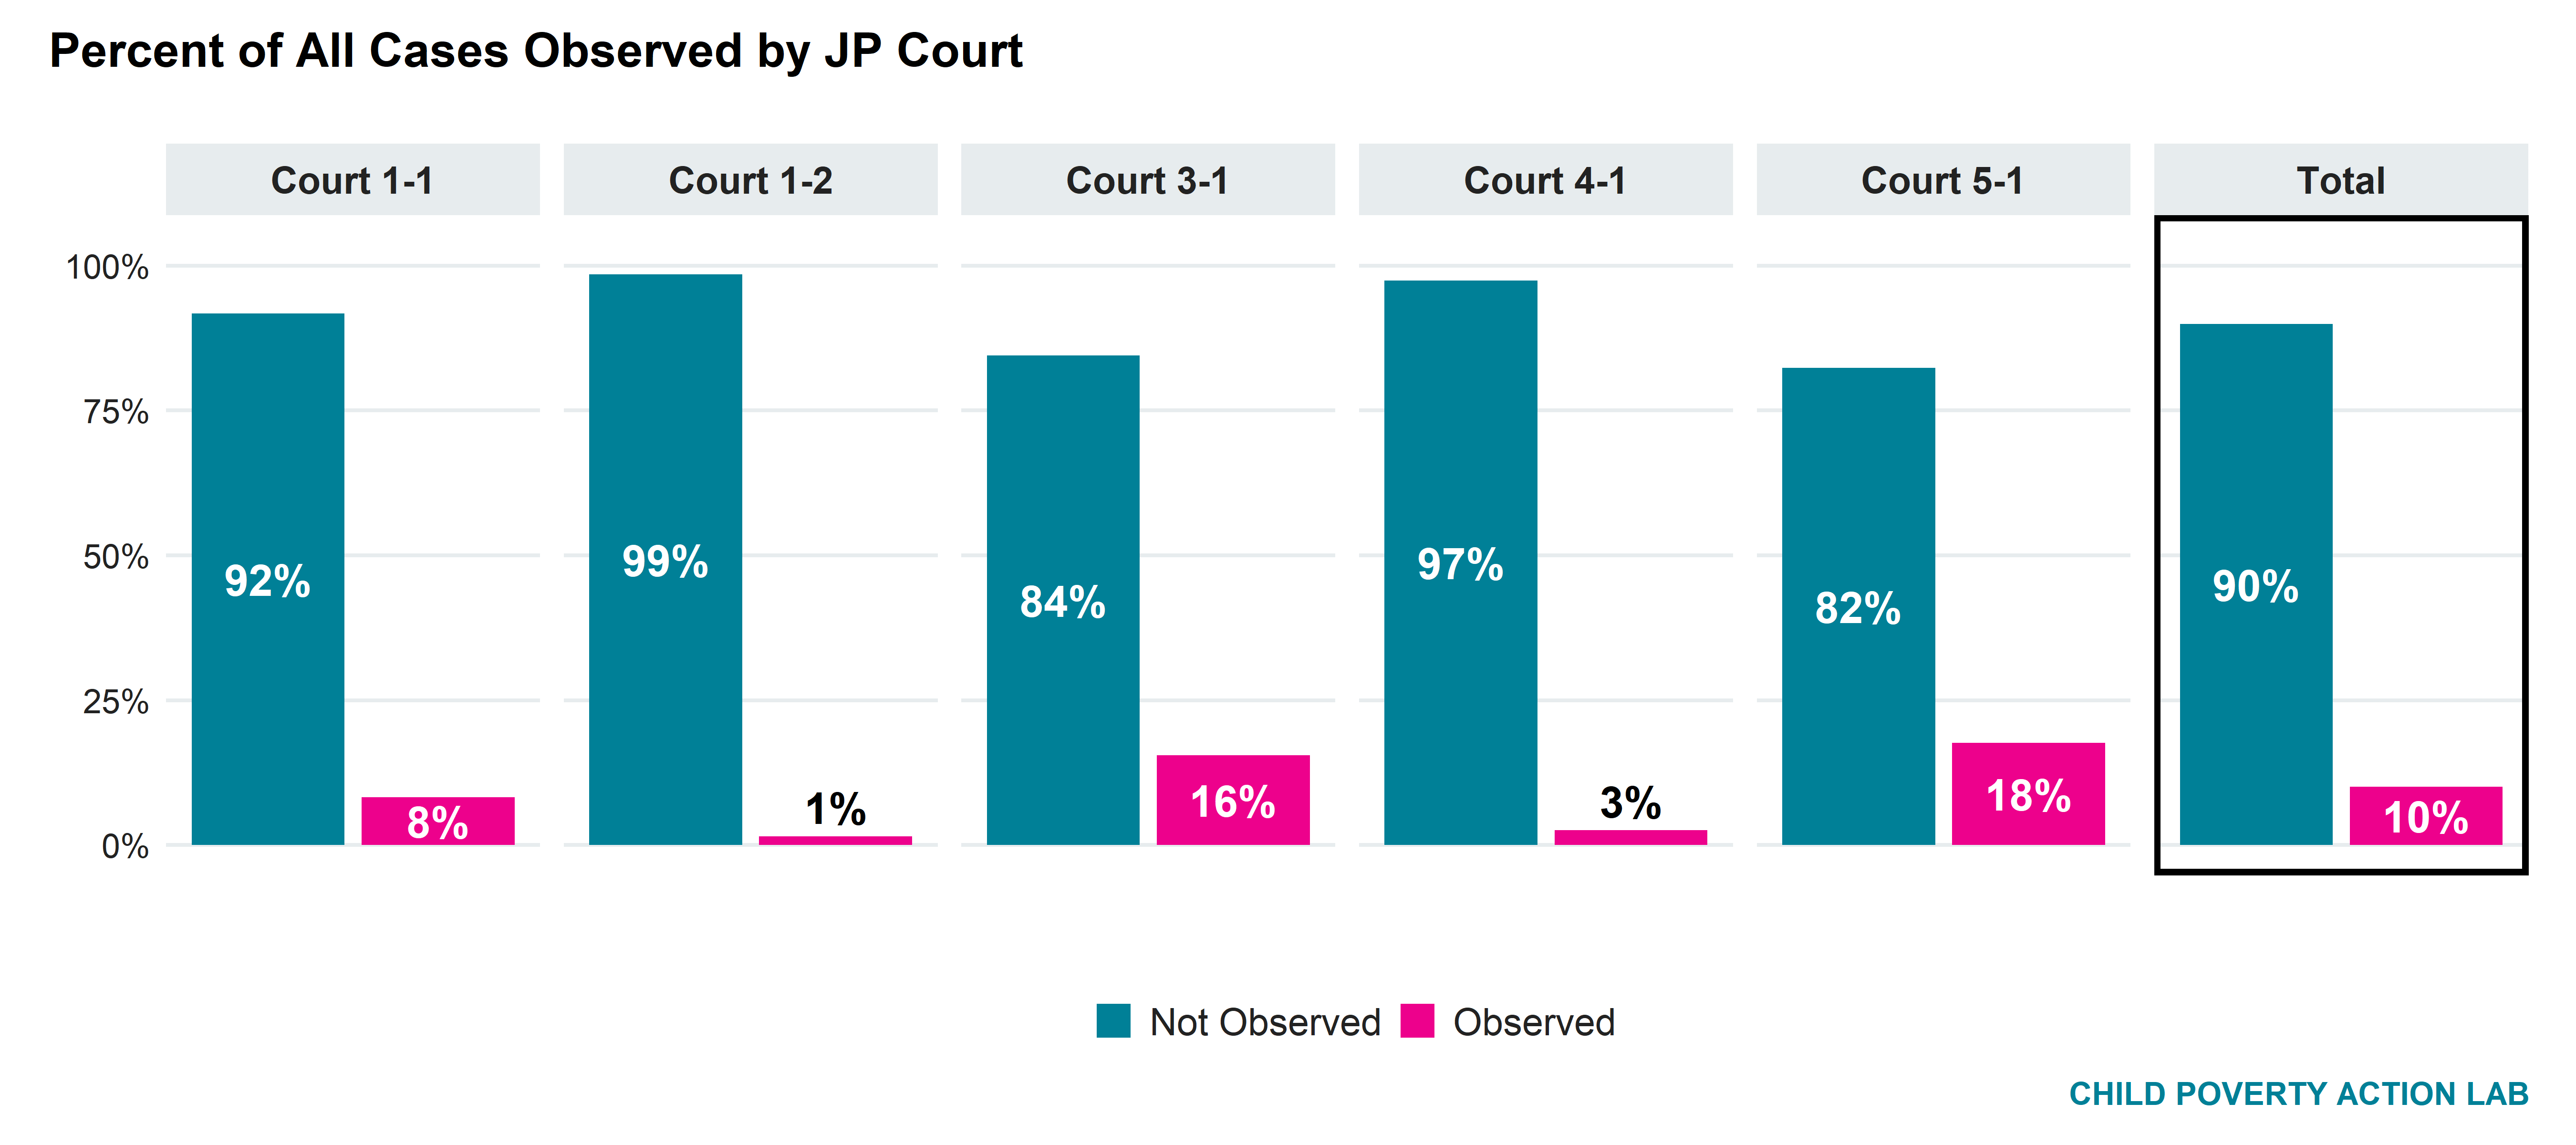 Percent of All Cases Observed by JP Court
Court 1-1 Court 1-2 Court 3-1 Court 4-1 Court 5-1 Total
100%
75%
50%
25%
0%
92% 8% 99% 1% 84% 16% 97% 3% 82% 18% 90% 10%
Not Observed Observed
CHILD POVERTY ACTION LAB